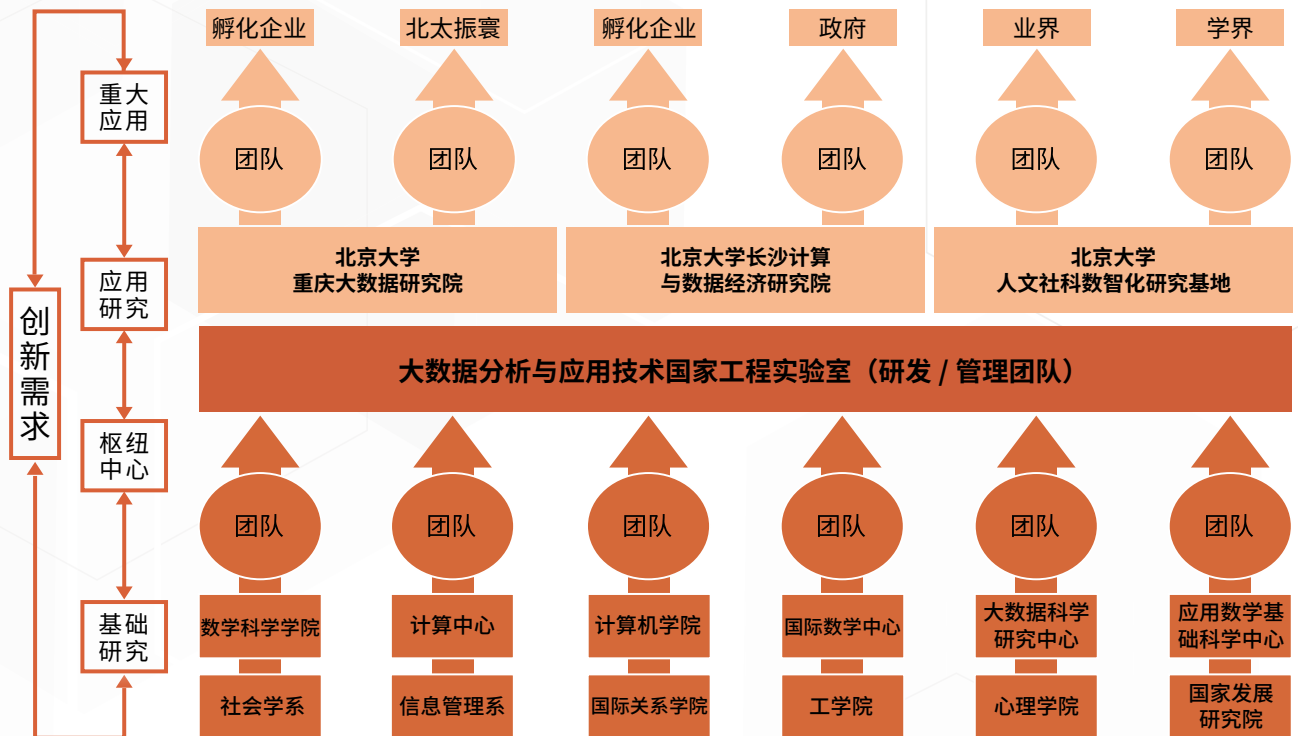 孵化企业
北太振寰
孵化企业
政府
业界
学界
重大
应用
团队
团队
团队
团队
团队
团队
北京大学
重庆大数据研究院
北京大学长沙计算
与数据经济研究院
北京大学
人文社科数智化研究基地
应用
研究
创
新
需
求
大数据分析与应用技术国家工程实验室（研发 / 管理团队）
枢纽
中心
团队
团队
团队
团队
团队
团队
基础
研究
数学科学学院
计算中心
计算机学院
国际数学中心
大数据科学
研究中心
应用数学基
础科学中心
社会学系
信息管理系
国际关系学院
工学院
心理学院
国家发展
研究院